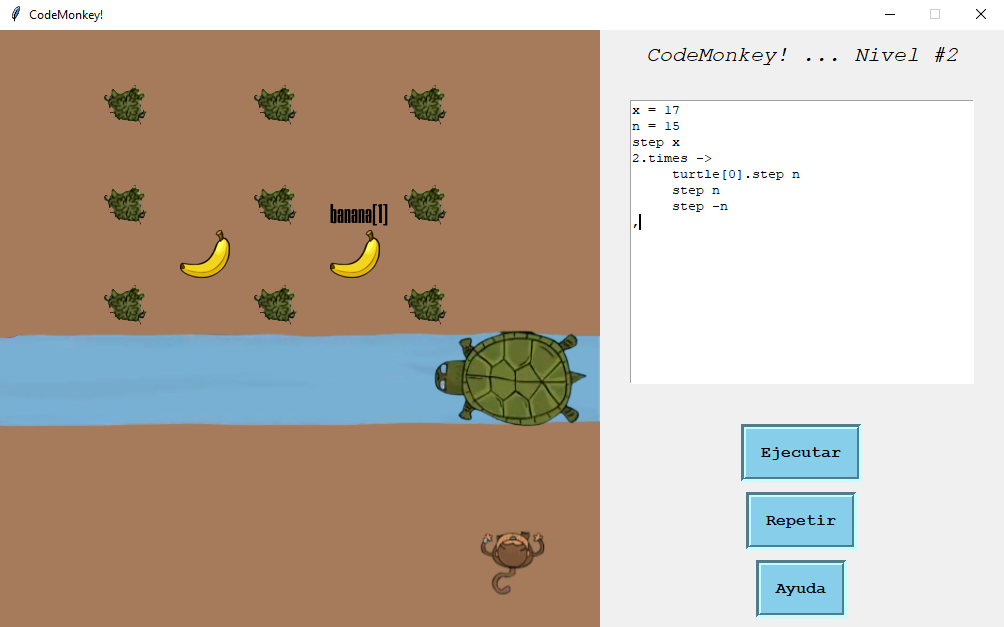 CodeMonkey!
CodeMonkey! ... Nivel #2
x = 17
n = 15
step x
2.times ->
turtle[0].step n
step n
step -n
,
banana[1]
Ejecutar
Repetir
Ayuda